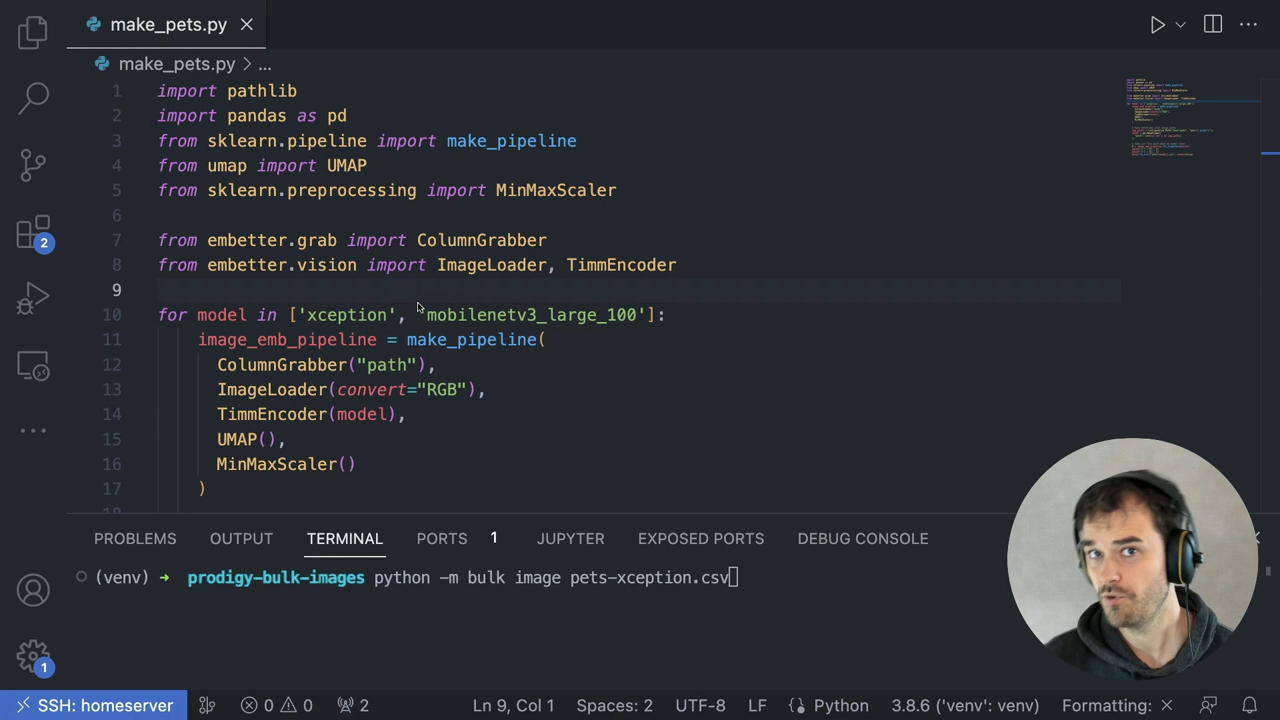 make_pets.py
make_pets.py > ...
1 import pathlib
2 import pandas as pd
3 from sklearn.pipeline import make_pipeline
4 from umap import UMAP
5 from sklearn.preprocessing import MinMaxScaler
6
7 from embetter.grab import ColumnGrabber
8 from embetter.vision import ImageLoader, TimmEncoder
9
10 for model in ['xception', 'mobilenetv3_large_100']:
11 image_emb_pipeline = make_pipeline(
12 ColumnGrabber("path"),
13 ImageLoader(convert="RGB"),
14 TimmEncoder(model),
15 UMAP(),
16 MinMaxScaler()
17 )
2
PROBLEMS OUTPUT TERMINAL PORTS 1 JUPYTER EXPOSED PORTS DEBUG CONSOLE
(venv) → prodigy-bulk-images python -m bulk image pets-xception.csv
1
SSH: homeserver 0 0 2 Ln 9, Col 1 Spaces: 2 UTF-8 LF Python 3.8.6 ('venv': venv) Formatting: ×